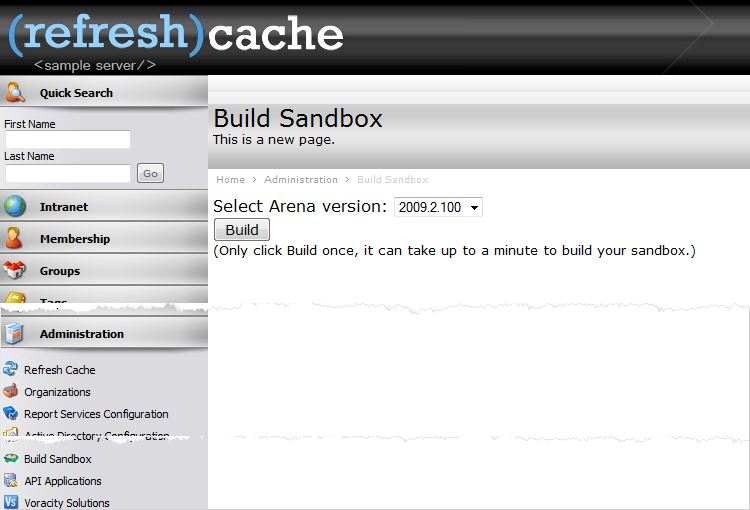 (refresh)cache
<sample server/>
Quick Search
First Name
Last Name
Go
Intranet
Membership
Groups
Tags
Administration
Refresh Cache
Organizations
Report Services Configuration
Active Directory Configuration
Build Sandbox
API Applications
Voracity Solutions
Build Sandbox
This is a new page.
Home > Administration > Build Sandbox
Select Arena version: 2009.2.100
Build
(Only click Build once, it can take up to a minute to build your sandbox.)